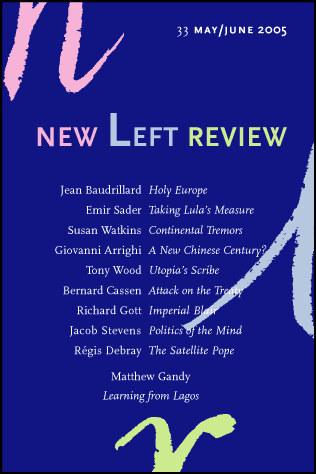 33 MAY/JUNE 2005
NEW LEFT REVIEW
Jean Baudrillard Holy Europe
Emir Sader Taking Lula's Measure
Susan Watkins Continental Tremors
Giovanni Arrighi A New Chinese Century?
Tony Wood Utopia's Scribe
Bernard Cassen Attack on the Treaty
Richard Gott Imperial Blair
Jacob Stevens Politics of the Mind
Régis Debray The Satellite Pope
Matthew Gandy
Learning from Lagos